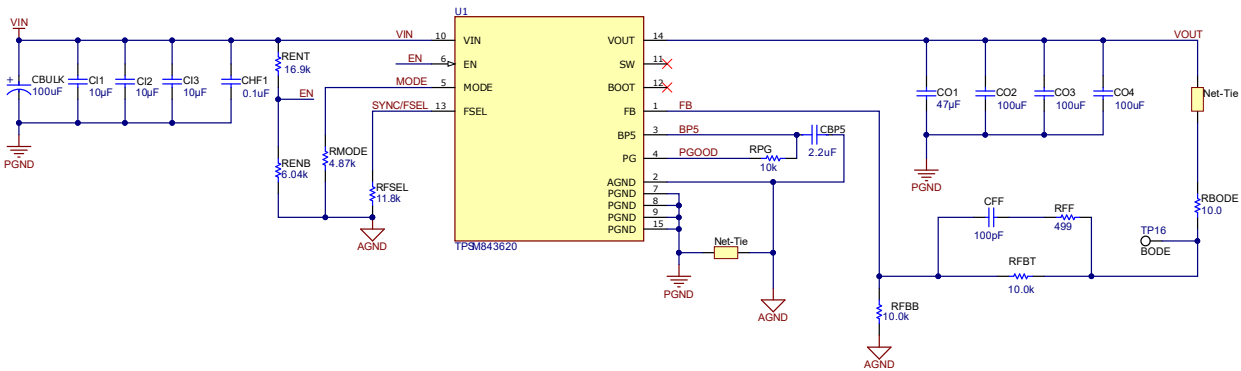 VIN
CBULK
100uF
+
CI1
10µF
CI2
10µF
CI3
10µF
CHF1
0.1uF
PGND
RENT
16.9k
EN
RENB
6.04k
VIN
EN
MODE
SYNC/FSEL
RMODE
4.87k
RFSEL
11.8k
AGND
U1
10 VIN
6 EN
5 MODE
13 FSEL
VOUT 14
SW 11
BOOT 12
FB 1
BP5 3
PG 4
AGND 2
PGND 7
PGND 8
PGND 9
PGND 15
TPSM843620
FB
BP5
PGOOD
RPG
10k
CBP5
2.2uF
Net-Tie
PGND
AGND
VOUT
CO1
47µF
CO2
100uF
CO3
100uF
CO4
100uF
PGND
Net-Tie
RBODE
10.0
TP16
BODE
CFF
100pF
RFF
499
RFBT
10.0k
RFBB
10.0k
AGND